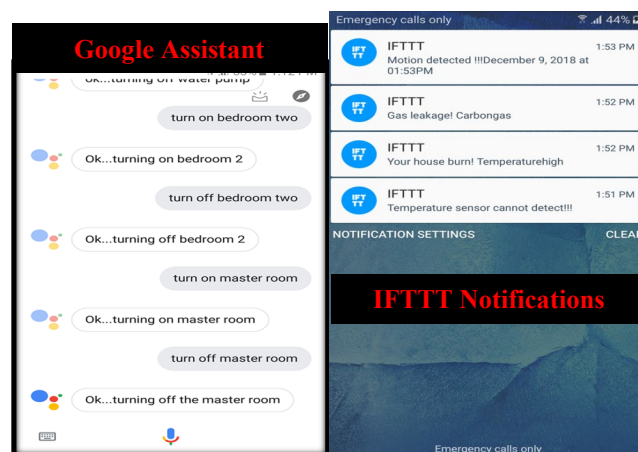 Google Assistant
Ok...turning on water pump
turn on bedroom two
Ok...turning on bedroom 2
turn off bedroom two
Ok...turning off bedroom 2
turn on master room
Ok...turning on master room
turn off master room
Ok...turning off the master room
Emergency calls only 44%
IFTTT 1:53 PM
Motion detected !!!December 9, 2018 at
01:53PM
IFTTT 1:52 PM
Gas leakage! Carbongas
IFTTT 1:52 PM
Your house burn! Temperaturehigh
IFTTT 1:51 PM
Temperature sensor cannot detect!!!
NOTIFICATION SETTINGS CLEAR
IFTTT Notifications
Emergency calls only